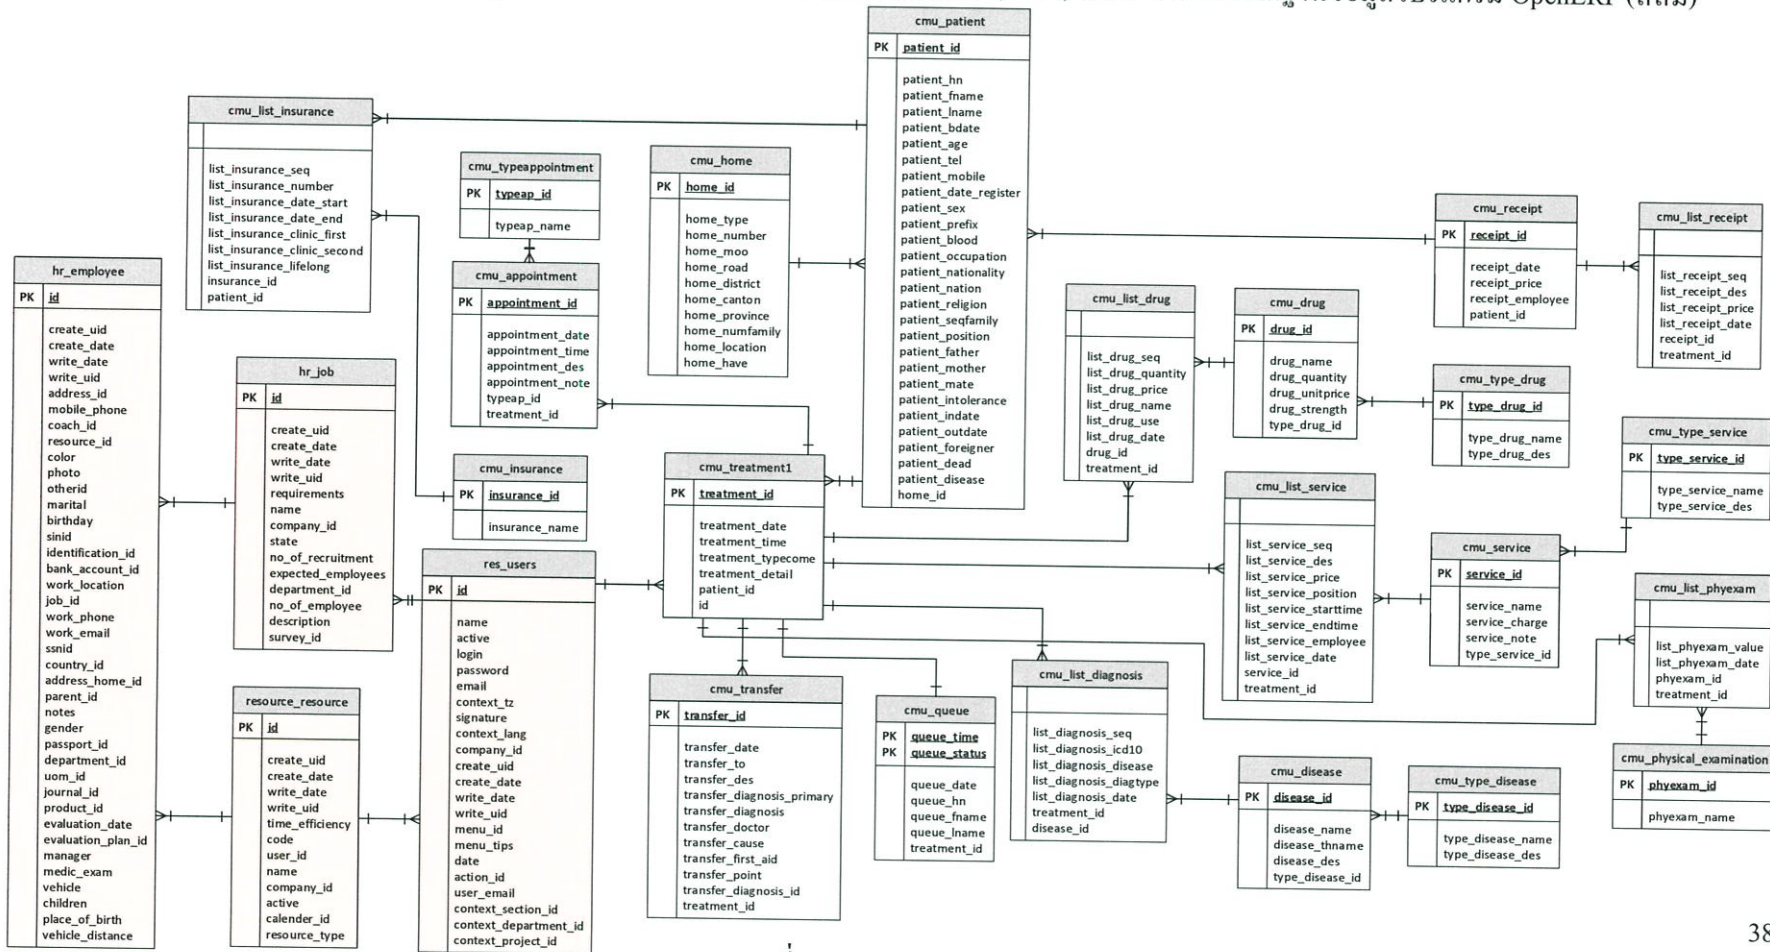 OpenERP
cmu_patient
PK patient_id
patient_hn
patient_fname
patient_lname
patient_bdate
patient_age
patient_tel
patient_mobile
patient_date_register
patient_sex
patient_prefix
patient_blood
patient_occupation
patient_nationality
patient_nation
patient_religion
patient_seqfamily
patient_position
patient_father
patient_mother
patient_mate
patient_intolerance
patient_indate
patient_outdate
patient_foreigner
patient_dead
patient_disease
home_id
cmu_list_insurance
list_insurance_seq
list_insurance_number
list_insurance_date_start
list_insurance_date_end
list_insurance_clinic_first
list_insurance_clinic_second
list_insurance_lifelong
insurance_id
patient_id
cmu_typeappointment
PK typeap_id
typeap_name
cmu_home
PK home_id
home_type
home_number
home_moo
home_road
home_district
home_canton
home_province
home_numfamily
home_location
home_have
cmu_receipt
PK receipt_id
receipt_date
receipt_price
receipt_employee
patient_id
cmu_list_receipt
list_receipt_seq
list_receipt_des
list_receipt_price
list_receipt_date
receipt_id
treatment_id
hr_employee
PK id
create_uid
create_date
write_date
write_uid
address_id
mobile_phone
coach_id
resource_id
color
photo
otherid
marital
birthday
sinid
identification_id
bank_account_id
work_location
job_id
work_phone
work_email
ssnid
country_id
address_home_id
parent_id
notes
gender
passport_id
department_id
uom_id
journal_id
product_id
evaluation_date
evaluation_plan_id
manager
medic_exam
vehicle
children
place_of_birth
vehicle_distance
cmu_appointment
PK appointment_id
appointment_date
appointment_time
appointment_des
appointment_note
typeap_id
treatment_id
cmu_list_drug
list_drug_seq
list_drug_quantity
list_drug_price
list_drug_name
list_drug_use
list_drug_date
drug_id
treatment_id
cmu_drug
PK drug_id
drug_name
drug_quantity
drug_unitprice
drug_strength
type_drug_id
cmu_type_drug
PK type_drug_id
type_drug_name
type_drug_des
hr_job
PK id
create_uid
create_date
write_date
write_uid
requirements
name
company_id
state
no_of_recruitment
expected_employees
department_id
no_of_employee
description
survey_id
cmu_insurance
PK insurance_id
insurance_name
cmu_treatment1
PK treatment_id
treatment_date
treatment_time
treatment_typecome
treatment_detail
patient_id
id
cmu_type_service
PK type_service_id
type_service_name
type_service_des
cmu_list_service
list_service_seq
list_service_des
list_service_price
list_service_position
list_service_starttime
list_service_endtime
list_service_employee
list_service_date
service_id
treatment_id
cmu_service
PK service_id
service_name
service_charge
service_note
type_service_id
res_users
PK id
name
active
login
password
email
context_tz
signature
context_lang
company_id
create_uid
create_date
write_date
write_uid
menu_id
menu_tips
date
action_id
user_email
context_section_id
context_department_id
context_project_id
cmu_list_phyexam
list_phyexam_value
list_phyexam_date
phyexam_id
treatment_id
resource_resource
PK id
create_uid
create_date
write_date
write_uid
time_efficiency
code
user_id
name
company_id
active
calender_id
resource_type
cmu_transfer
PK transfer_id
transfer_date
transfer_to
transfer_des
transfer_diagnosis_primary
transfer_diagnosis
transfer_doctor
transfer_cause
transfer_first_aid
transfer_point
transfer_diagnosis_id
treatment_id
cmu_queue
PK queue_time
PK queue_status
queue_date
queue_hn
queue_fname
queue_lname
treatment_id
cmu_list_diagnosis
list_diagnosis_seq
list_diagnosis_icd10
list_diagnosis_disease
list_diagnosis_diagtype
list_diagnosis_date
treatment_id
disease_id
cmu_disease
PK disease_id
disease_name
disease_thname
disease_des
type_disease_id
cmu_type_disease
PK type_disease_id
type_disease_name
type_disease_des
cmu_physical_examination
PK phyexam_id
phyexam_name
38